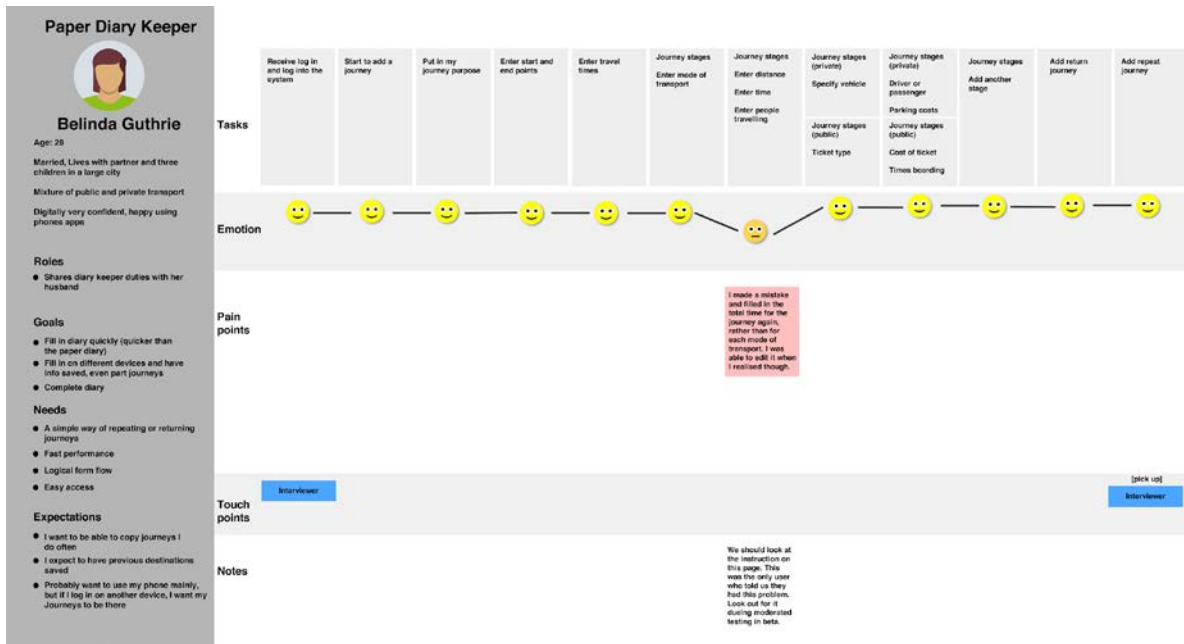 Paper Diary Keeper
Belinda Guthrie
Age: 28
Married, Lives with partner and three
children in a large city
Mixture of public and private transport
Digitally very confident, happy using
phones apps
Roles
Shares diary keeper duties with her
husband
Goals
Fill in diary quickly (quicker than
the paper diary)
Fill in on different devices and have
info saved, even part journeys
Complete diary
Needs
A simple way of repeating or returning
journeys
Fast performance
Logical form flow
Easy access
Expectations
I want to be able to copy journeys I
do often
I expect to have previous destinations
saved
Probably want to use my phone mainly,
but if I log in on another device, I want my
Journeys to be there
Tasks
Receive log in
and log into the
system
Start to add a
journey
Put in my
journey purpose
Enter start and
end points
Enter travel
times
Journey stages
Enter mode of
transport
Journey stages
Enter distance
Enter time
Enter people
travelling
Journey stages
(private)
Specify vehicle
Journey stages
(public)
Ticket type
Journey stages
(private)
Driver or
passenger
Parking costs
Journey stages
(public)
Cost of ticket
Times boarding
Journey stages
Add another
stage
Add return
journey
Add repeat
journey
Emotion
Pain
points
I made a mistake
and filled in the
total time for the
journey again,
rather than for
each mode of
transport. I was
able to edit it when
I realised though.
Touch
points
Interviewer
[pick up]
Interviewer
Notes
We should look at
the instruction on
this page. This
was the only user
who told us they
had this problem.
Look out for it
dueing moderated
testing in beta.